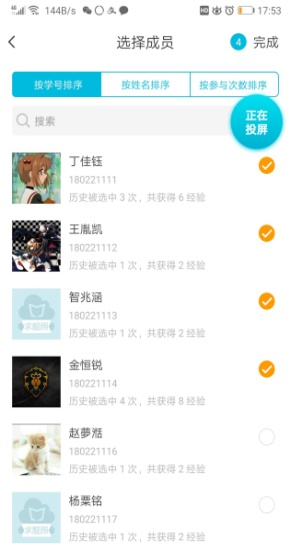 144B/s HD 17:53
选择成员 4 完成
按学号排序 按姓名排序 按参与次数排序
搜索
正在
投屏
丁佳钰
180221111
历史被选中 3 次，共获得 6 经验
王胤凯
180221112
历史被选中 1 次，共获得 2 经验
智兆涵
180221113
历史被选中 1 次，共获得 2 经验
金恒锐
180221114
历史被选中 4 次，共获得 8 经验
赵夢
180221116
历史被选中 1 次，共获得 2 经验
杨粟铭
180221117
历史被选中 1 次，共获得 2 经验